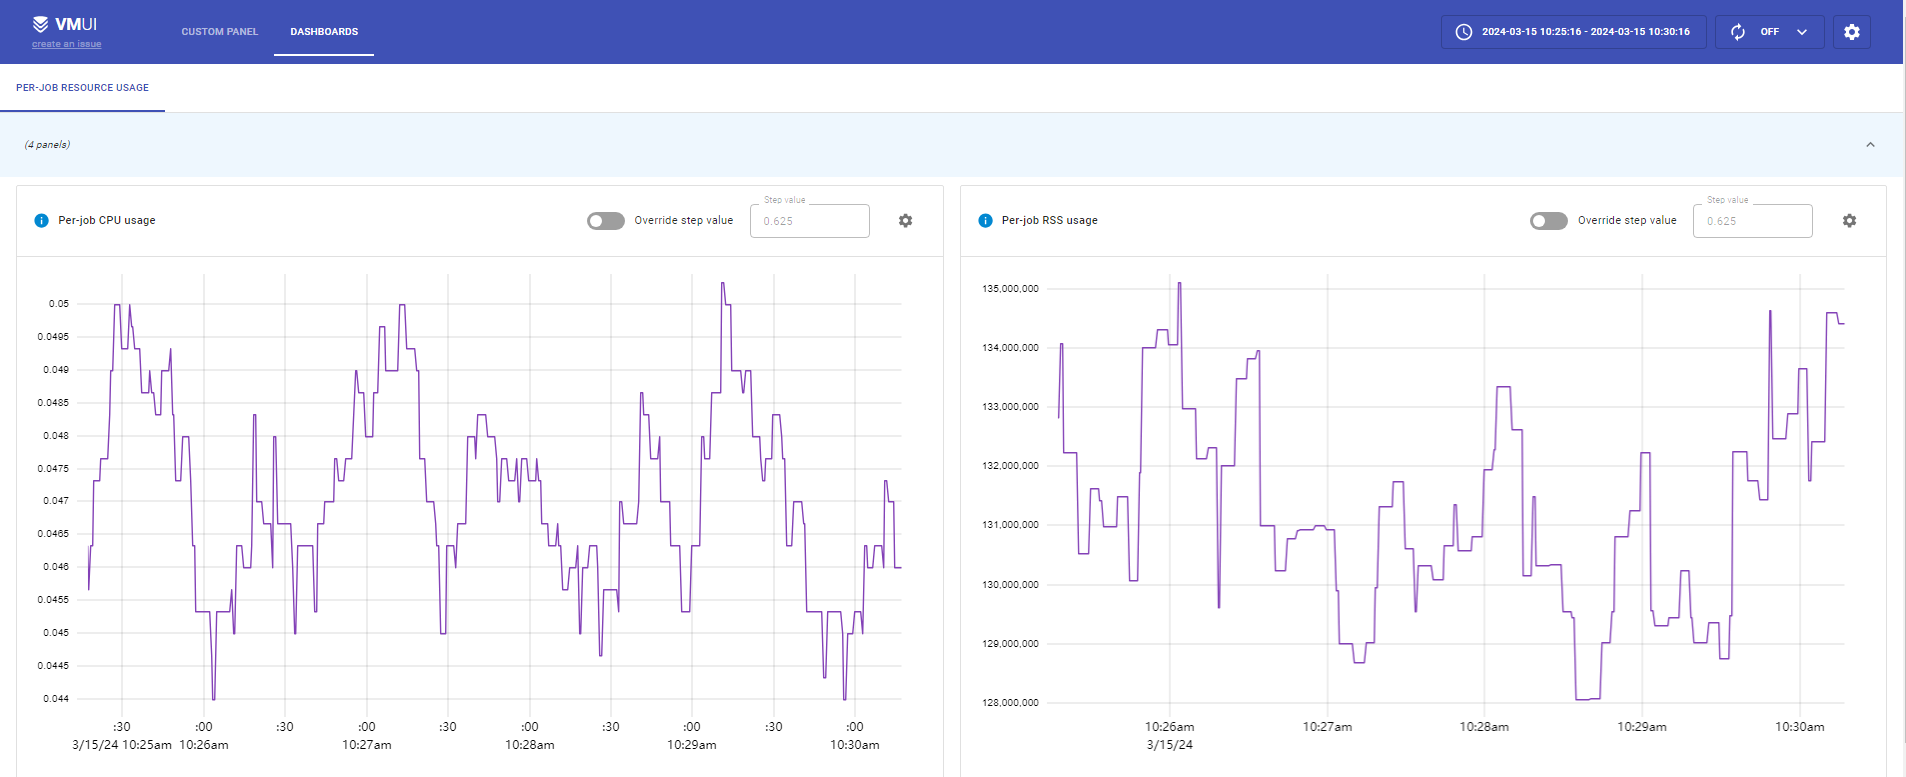 VMUI
create an issue
CUSTOM PANEL
DASHBOARDS
2024-03-15 10:25:16 - 2024-03-15 10:30:16
OFF
PER-JOB RESOURCE USAGE
(4 panels)
Per-job CPU usage
Override step value
Step value
0.625
0.05
0.0495
0.049
0.0485
0.048
0.0475
0.047
0.0465
0.046
0.0455
0.045
0.0445
0.044
:30 :00 :30 :00 :30 :00 :30 :00 :30 :00
3/15/24 10:25am 10:26am 10:27am 10:28am 10:29am 10:30am
Per-job RSS usage
Override step value
Step value
0.625
135,000,000
134,000,000
133,000,000
132,000,000
131,000,000
130,000,000
129,000,000
128,000,000
10:26am 10:27am 10:28am 10:29am 10:30am
3/15/24